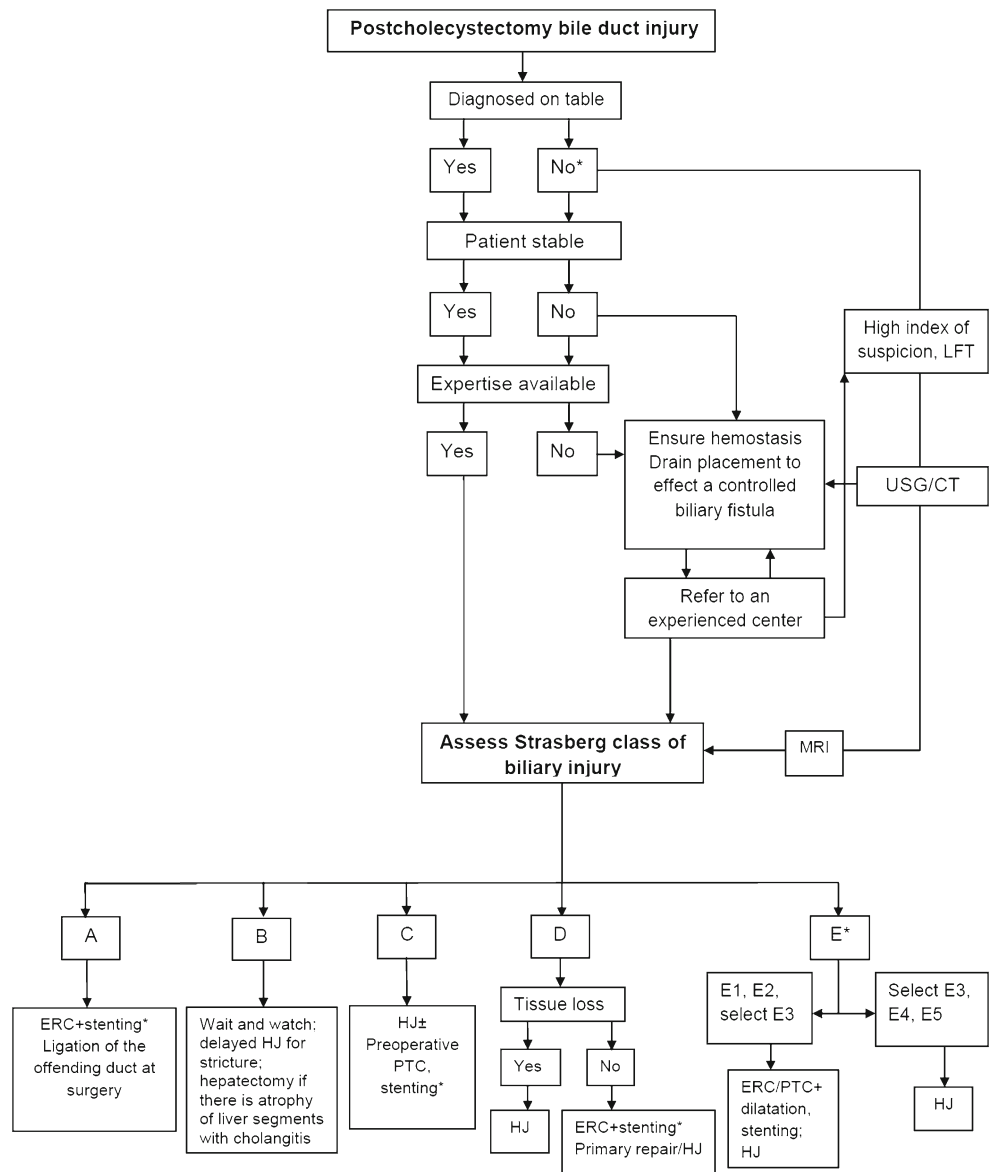 Postcholecystectomy bile duct injury
Diagnosed on table
Yes
No*
Patient stable
Yes
No
High index of
suspicion, LFT
Expertise available
Yes
No
Ensure hemostasis
Drain placement to
effect a controlled
biliary fistula
USG/CT
Refer to an
experienced center
Assess Strasberg class of
biliary injury
MRI
A
B
C
D
E*
ERC+stenting*
Ligation of the
offending duct at
surgery
Wait and watch;
delayed HJ for
stricture;
hepatectomy if
there is atrophy
of liver segments
with cholangitis
HJ±
Preoperative
PTC,
stenting*
Tissue loss
Yes
No
HJ
ERC+stenting*
Primary repair/HJ
E1, E2,
select E3
Select E3,
E4, E5
ERC/PTC+
dilatation,
stenting;
HJ
HJ